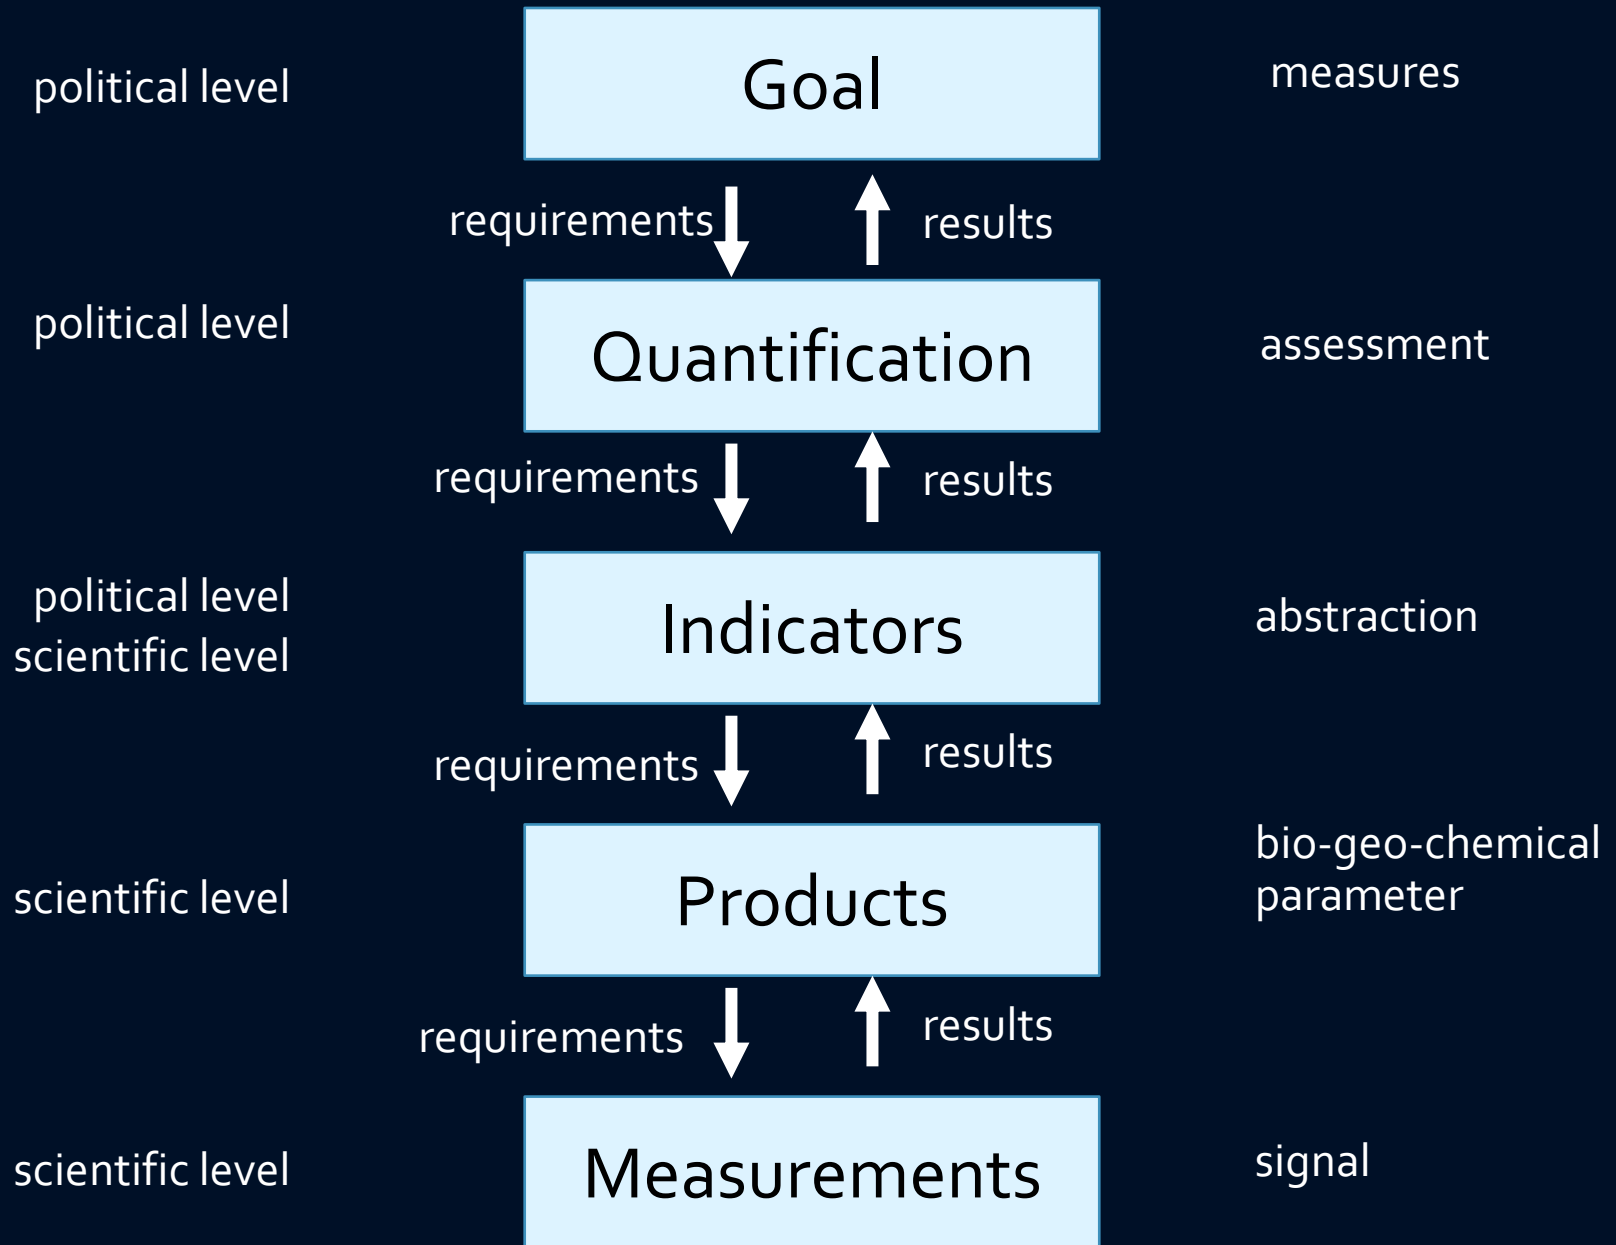 political level
Goal
measures
requirements
results
political level
Quantification
assessment
requirements
results
political level
scientific level
Indicators
abstraction
requirements
results
scientific level
Products
bio-geo-chemical
parameter
requirements
results
scientific level
Measurements
signal